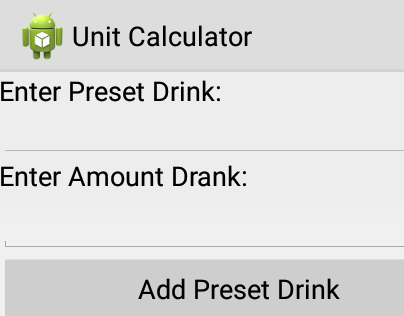 Unit Calculator
Enter Preset Drink:
Enter Amount Drank:
Add Preset Drink